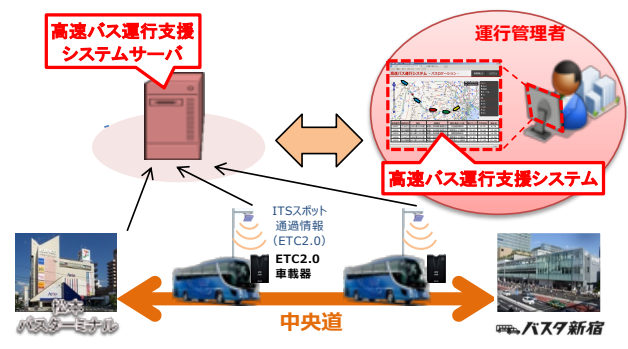 高速バス運行支援
システムサーバ
運行管理者
高速バス運行支援システム
ITSスポット
通過情報
(ETC2.0)
ETC2.0
車載器
松本
バスターミナル
中央道
バスタ新宿